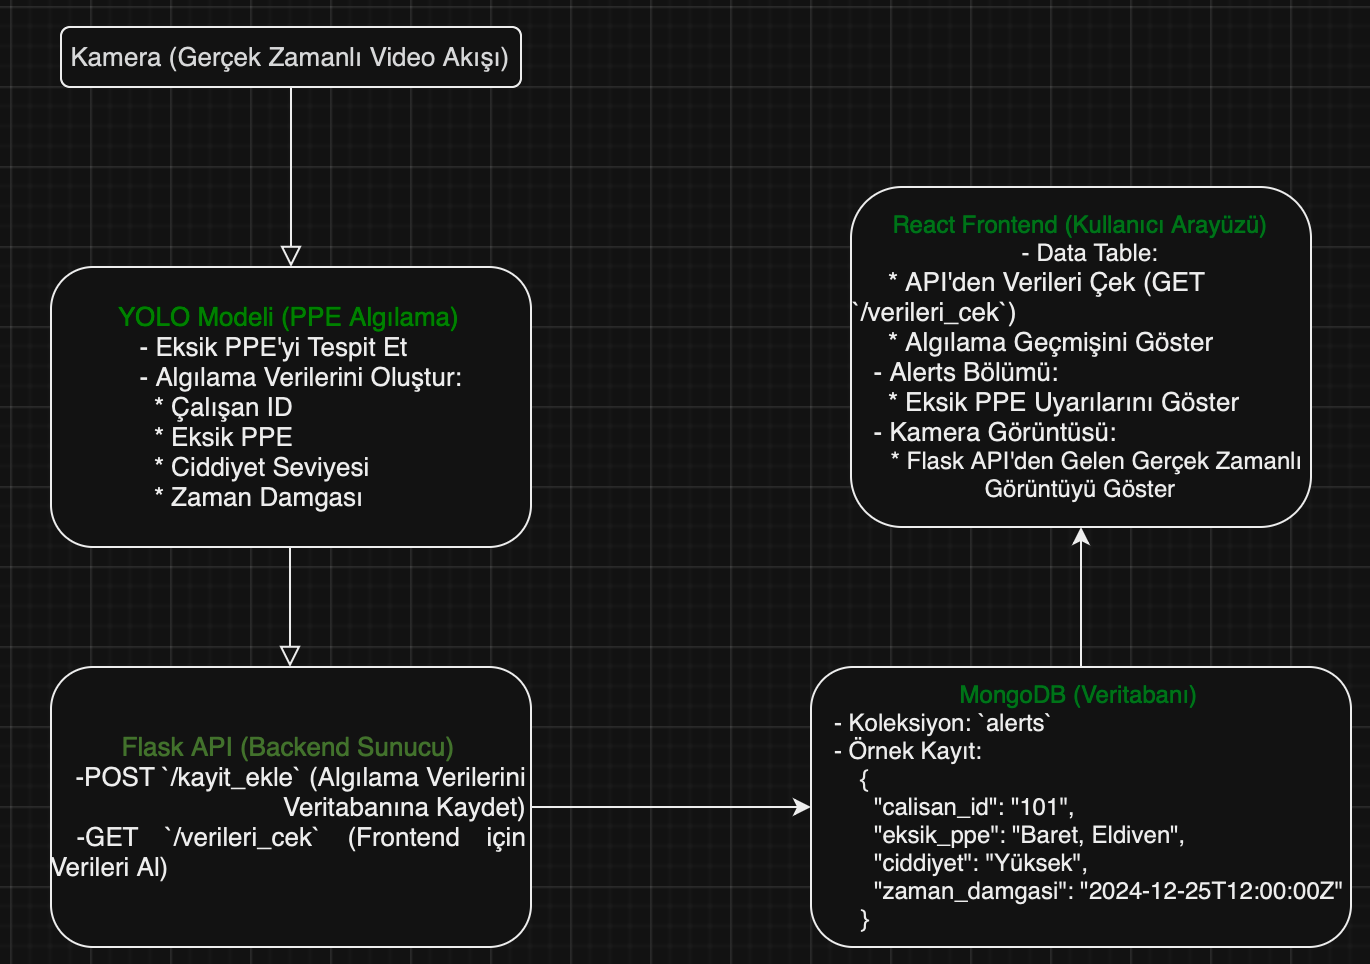 Kamera (Gerçek Zamanlı Video Akışı)
YOLO Modeli (PPE Algılama)
- Eksik PPE'yi Tespit Et
- Algılama Verilerini Oluştur:
* Çalışan ID
* Eksik PPE
* Ciddiyet Seviyesi
* Zaman Damgası
Flask API (Backend Sunucu)
-POST `/kayit_ekle` (Algılama Verilerini
Veritabanına Kaydet)
-GET `/verileri_cek` (Frontend için
Verileri Al)
MongoDB (Veritabanı)
- Koleksiyon: `alerts`
- Örnek Kayıt:
{
"calisan_id": "101",
"eksik_ppe": "Baret, Eldiven",
"ciddiyet": "Yüksek",
"zaman_damgasi": "2024-12-25T12:00:00Z"
}
React Frontend (Kullanıcı Arayüzü)
- Data Table:
* API'den Verileri Çek (GET
`/verileri_cek`)
* Algılama Geçmişini Göster
- Alerts Bölümü:
* Eksik PPE Uyarılarını Göster
- Kamera Görüntüsü:
* Flask API'den Gelen Gerçek Zamanlı
Görüntüyü Göster